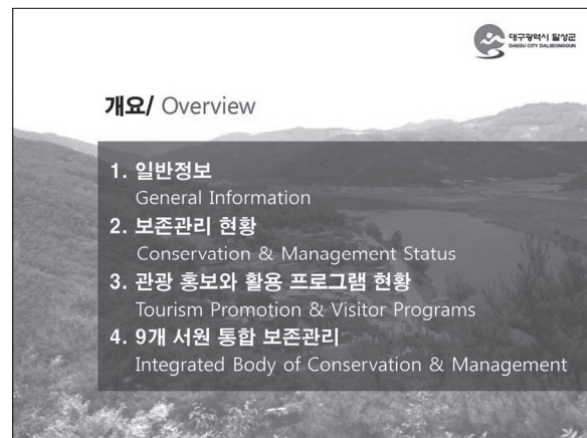 대구광역시 달성군
DAEGU CITY DALSEONGGUN
개요/ Overview
1. 일반정보
General Information
2. 보존관리 현황
Conservation & Management Status
3. 관광 홍보와 활용 프로그램 현황
Tourism Promotion & Visitor Programs
4. 9개 서원 통합 보존관리
Integrated Body of Conservation & Management